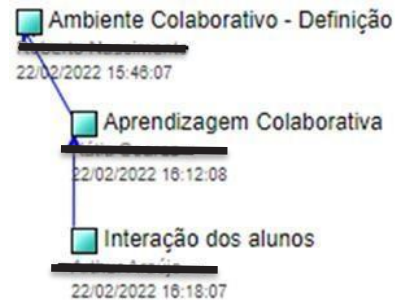 Ambiente Colaborativo - Definição
22/02/2022 15:46:07
Aprendizagem Colaborativa
22/02/2022 16:12:08
Interação dos alunos
22/02/2022 16:18:07